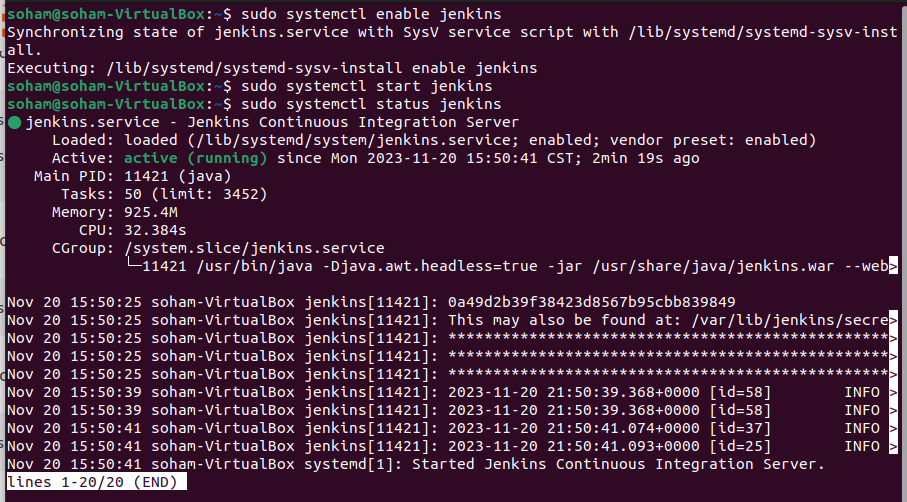 soham@soham-VirtualBox:~$ sudo systemctl enable jenkins
Synchronizing state of jenkins.service with SysV service script with /lib/systemd/systemd-sysv-inst
all.
Executing: /lib/systemd/systemd-sysv-install enable jenkins
soham@soham-VirtualBox:~$ sudo systemctl start jenkins
soham@soham-VirtualBox:~$ sudo systemctl status jenkins
● jenkins.service - Jenkins Continuous Integration Server
Loaded: loaded (/lib/systemd/system/jenkins.service; enabled; vendor preset: enabled)
Active: active (running) since Mon 2023-11-20 15:50:41 CST; 2min 19s ago
Main PID: 11421 (java)
Tasks: 50 (limit: 3452)
Memory: 925.4M
CPU: 32.384s
CGroup: /system.slice/jenkins.service
└─11421 /usr/bin/java -Djava.awt.headless=true -jar /usr/share/java/jenkins.war --web>
Nov 20 15:50:25 soham-VirtualBox jenkins[11421]: 0a49d2b39f38423d8567b95cbb839849
Nov 20 15:50:25 soham-VirtualBox jenkins[11421]: This may also be found at: /var/lib/jenkins/secre>
Nov 20 15:50:25 soham-VirtualBox jenkins[11421]: *************************************************>
Nov 20 15:50:25 soham-VirtualBox jenkins[11421]: *************************************************>
Nov 20 15:50:25 soham-VirtualBox jenkins[11421]: *************************************************>
Nov 20 15:50:39 soham-VirtualBox jenkins[11421]: 2023-11-20 21:50:39.368+0000 [id=58] INFO >
Nov 20 15:50:39 soham-VirtualBox jenkins[11421]: 2023-11-20 21:50:39.368+0000 [id=58] INFO >
Nov 20 15:50:41 soham-VirtualBox jenkins[11421]: 2023-11-20 21:50:41.074+0000 [id=37] INFO >
Nov 20 15:50:41 soham-VirtualBox jenkins[11421]: 2023-11-20 21:50:41.093+0000 [id=25] INFO >
Nov 20 15:50:41 soham-VirtualBox systemd[1]: Started Jenkins Continuous Integration Server.
lines 1-20/20 (END)